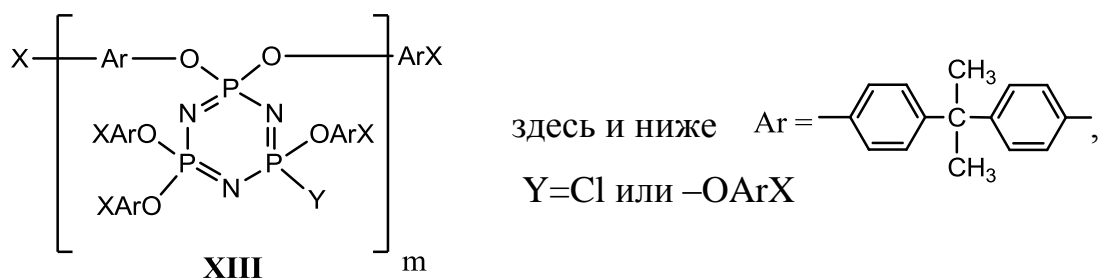 X Ar O O ArX
P
N N
XArO OArX
P P
XArO N Y
XIII m
здесь и ниже Ar = CH3 C CH3 ,
Y=Cl или –OArX